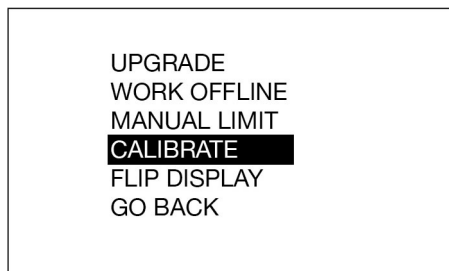 UPGRADE
WORK OFFLINE
MANUAL LIMIT
CALIBRATE
FLIP DISPLAY
GO BACK